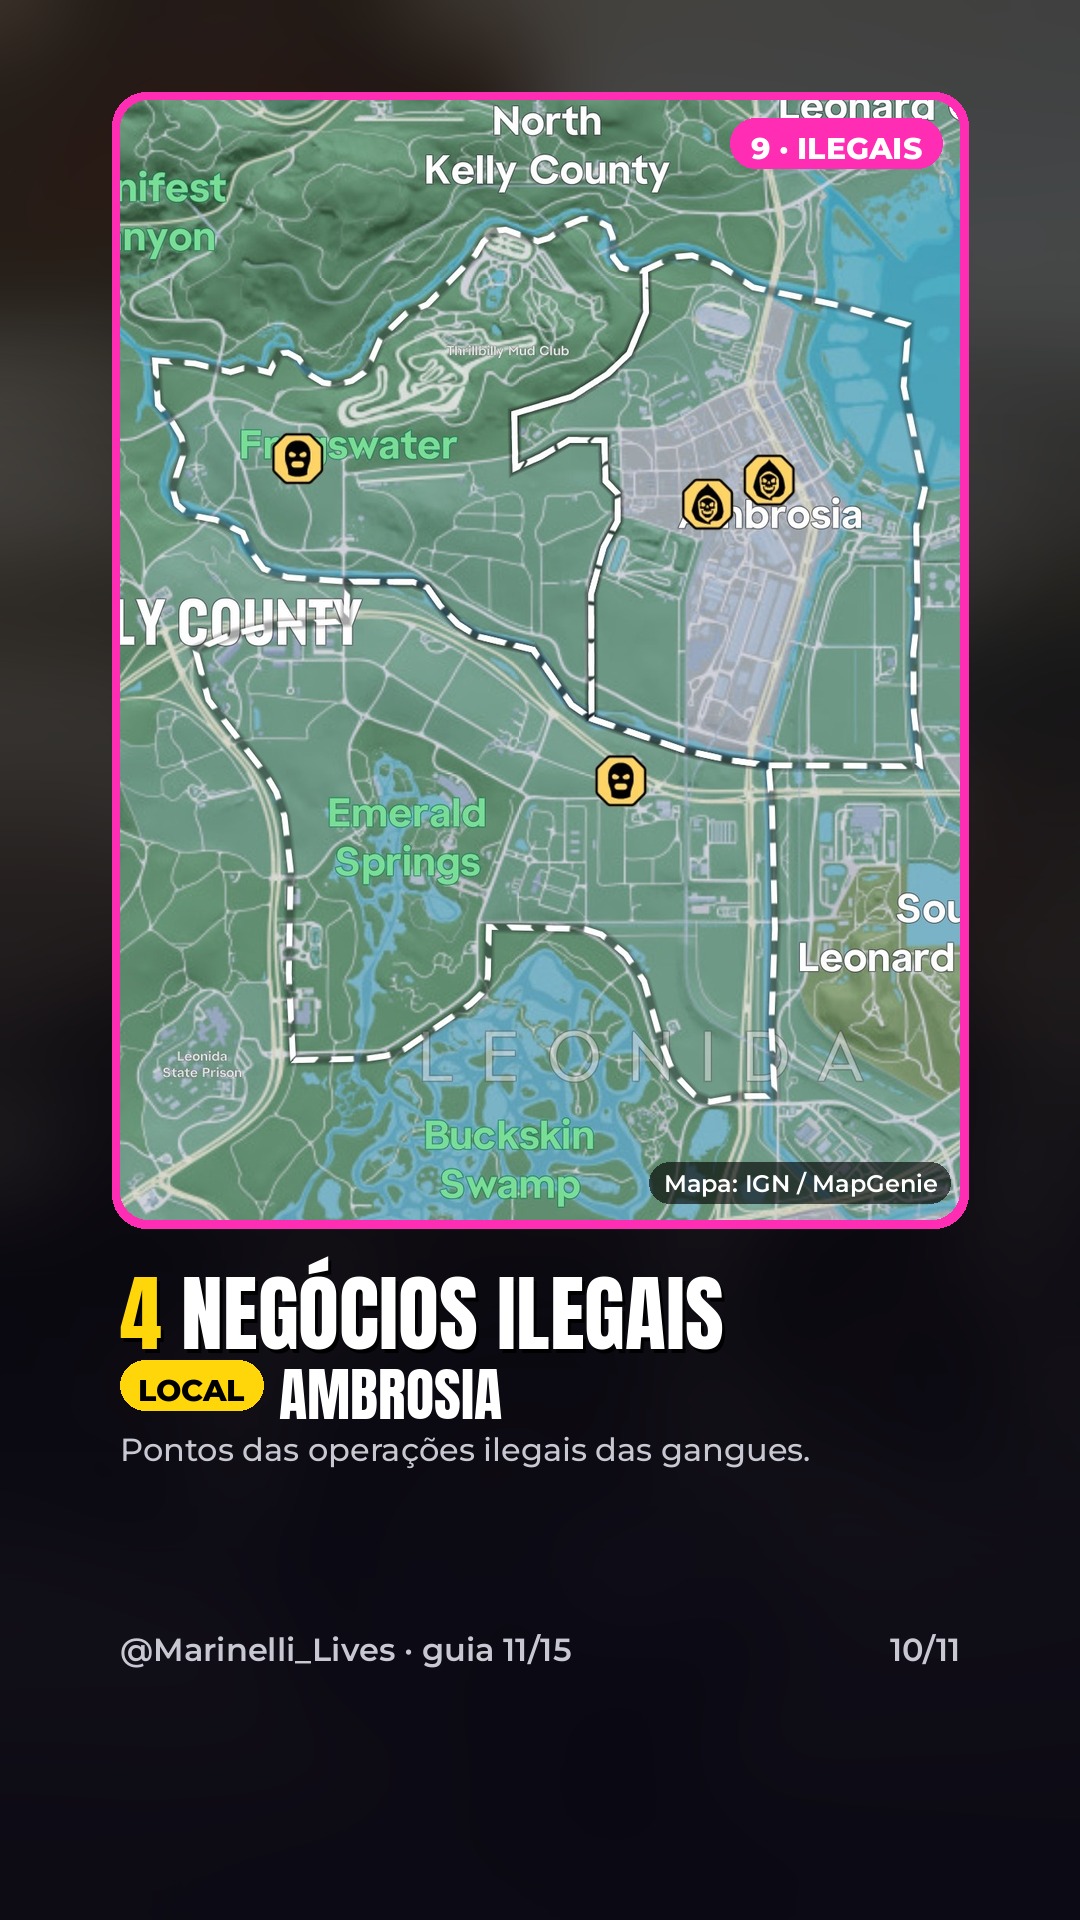 North
Kelly County
Leonard
9 · ILEGAIS
nifest
nyon
Thrillbilly Mud Club
Fr gswater
Ambrosia
LY COUNTY
Emerald
Springs
Sou
Leonard
Leonida
State Prison
LEONIDA
Buckskin
Swamp
Mapa: IGN / MapGenie
4 NEGÓCIOS ILEGAIS
LOCAL AMBROSIA
Pontos das operações ilegais das gangues.
@Marinelli_Lives · guia 11/15
10/11